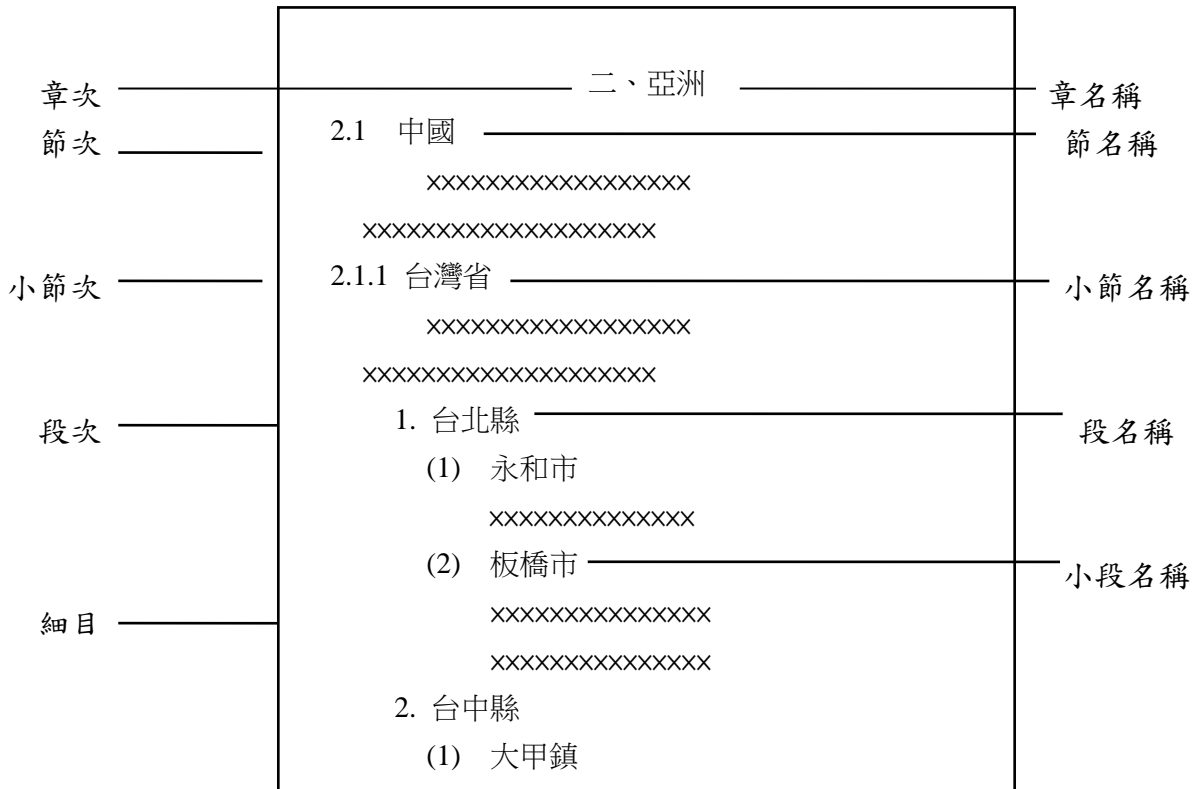 章次 二、亞洲 章名稱
節次 2.1 中國 節名稱
xxxxxxxxxxxxxxxxxx
xxxxxxxxxxxxxxxxxxxx
小節次 2.1.1 台灣省 小節名稱
xxxxxxxxxxxxxxxxxx
xxxxxxxxxxxxxxxxxxxx
段次 1. 台北縣 段名稱
(1) 永和市
xxxxxxxxxxxxxx
(2) 板橋市 小段名稱
細目 xxxxxxxxxxxxxxx
xxxxxxxxxxxxxxx
2. 台中縣
(1) 大甲鎮